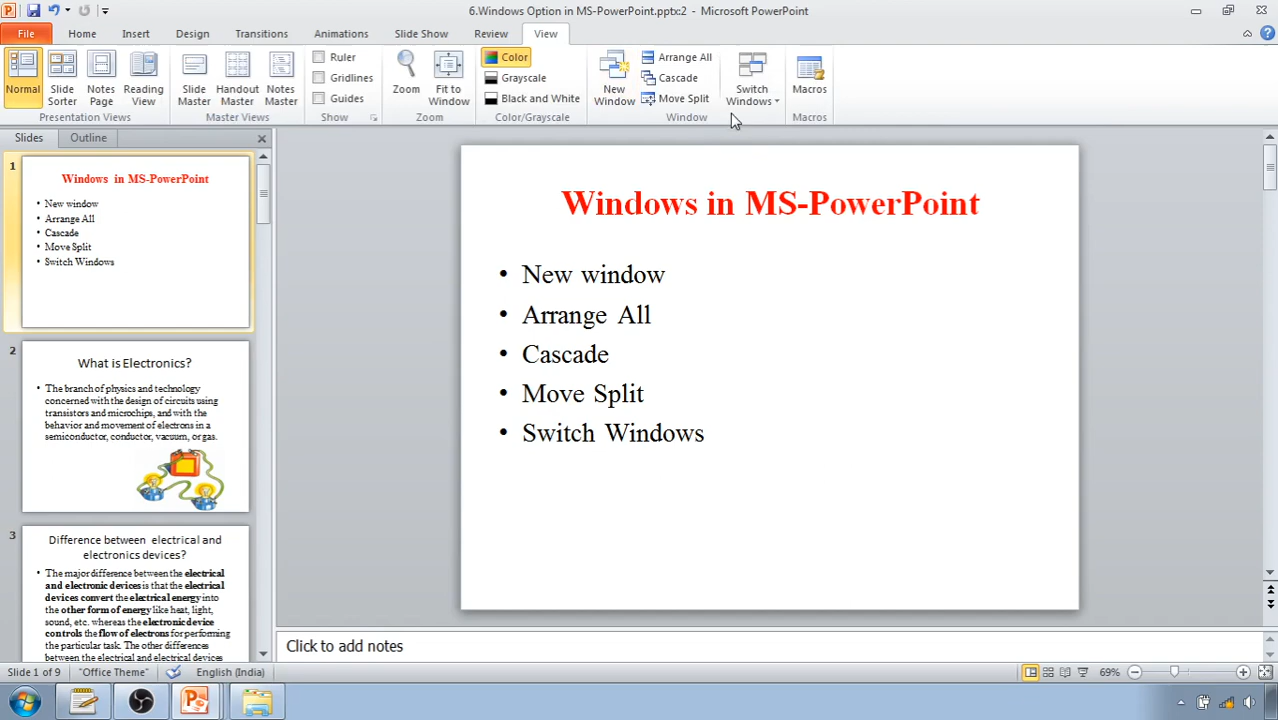 6.Windows Option in MS-PowerPoint.pptx:2 - Microsoft PowerPoint
File Home Insert Design Transitions Animations Slide Show Review View
Normal
Slide Sorter
Notes Page
Reading View
Presentation Views
Slide Master
Handout Master
Notes Master
Master Views
Ruler
Gridlines
Guides
Show
Zoom
Fit to Window
Zoom
Color
Grayscale
Black and White
Color/Grayscale
New Window
Arrange All
Cascade
Move Split
Switch Windows
Window
Macros
Macros
Slides Outline
1
Windows in MS-PowerPoint
• New window
• Arrange All
• Cascade
• Move Split
• Switch Windows
2
What is Electronics?
• The branch of physics and technology
concerned with the design of circuits using
transistors and microchips, and with the
behavior and movement of electrons in a
semiconductor, conductor, vacuum, or gas.
3
Difference between electrical and
electronics devices?
• The major difference between the electrical
and electronic devices is that the electrical
devices convert the electrical energy into
the other form of energy like heat, light,
sound, etc. whereas the electronic device
controls the flow of electrons for performing
the particular task. The other differences
between the electrical and electrical devices
Windows in MS-PowerPoint
• New window
• Arrange All
• Cascade
• Move Split
• Switch Windows
Click to add notes
Slide 1 of 9 "Office Theme" English (India) 69%